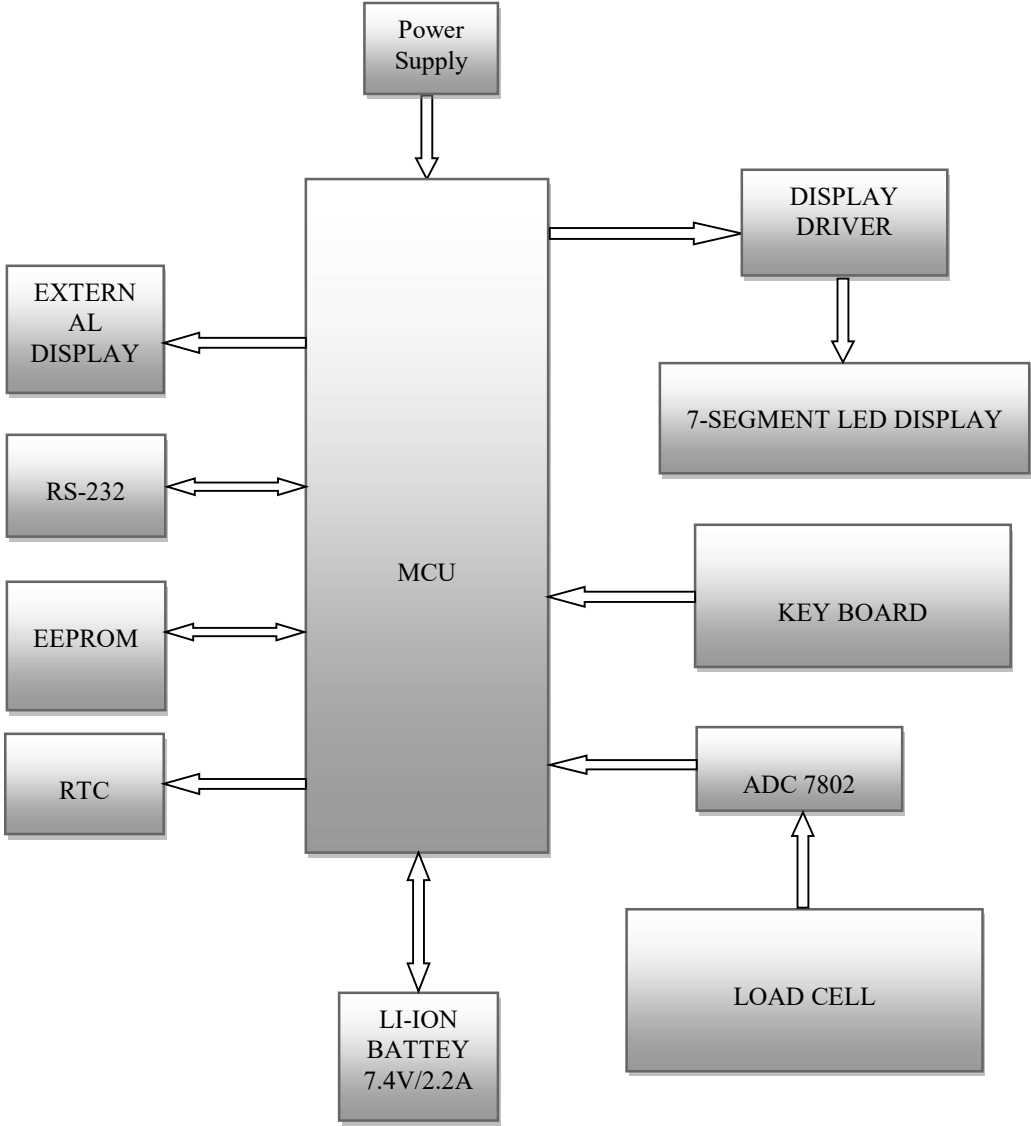 Power
Supply
DISPLAY
DRIVER
EXTERN
AL
DISPLAY
7-SEGMENT LED DISPLAY
RS-232
MCU
KEY BOARD
EEPROM
RTC
ADC 7802
LOAD CELL
LI-ION
BATTEY
7.4V/2.2A